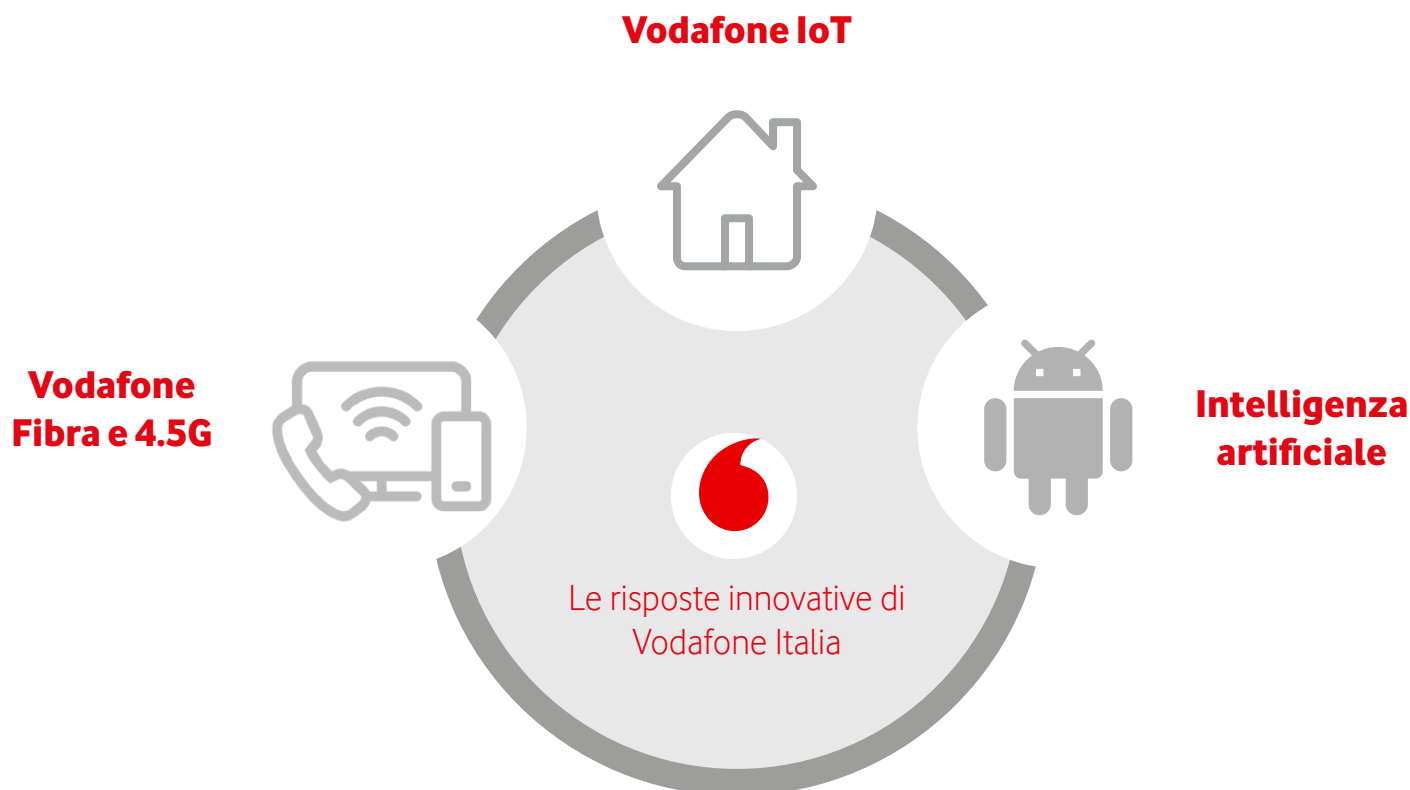 Vodafone IoT
Vodafone
Fibra e 4.5G
Intelligenza
artificiale
Le risposte innovative di
Vodafone Italia